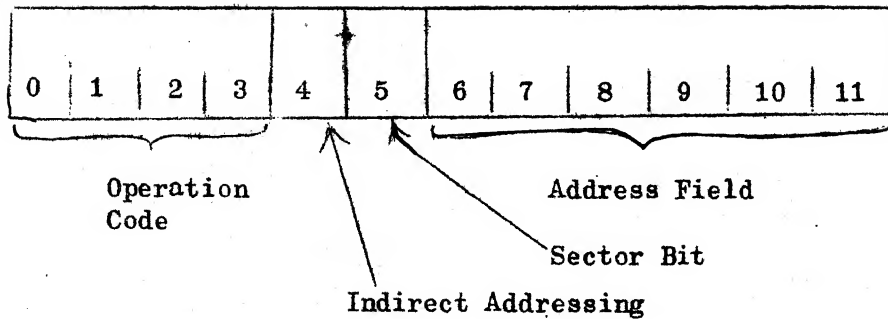 0 1 2 3 4 5 6 7 8 9 10 11
Operation Code
Address Field
Sector Bit
Indirect Addressing